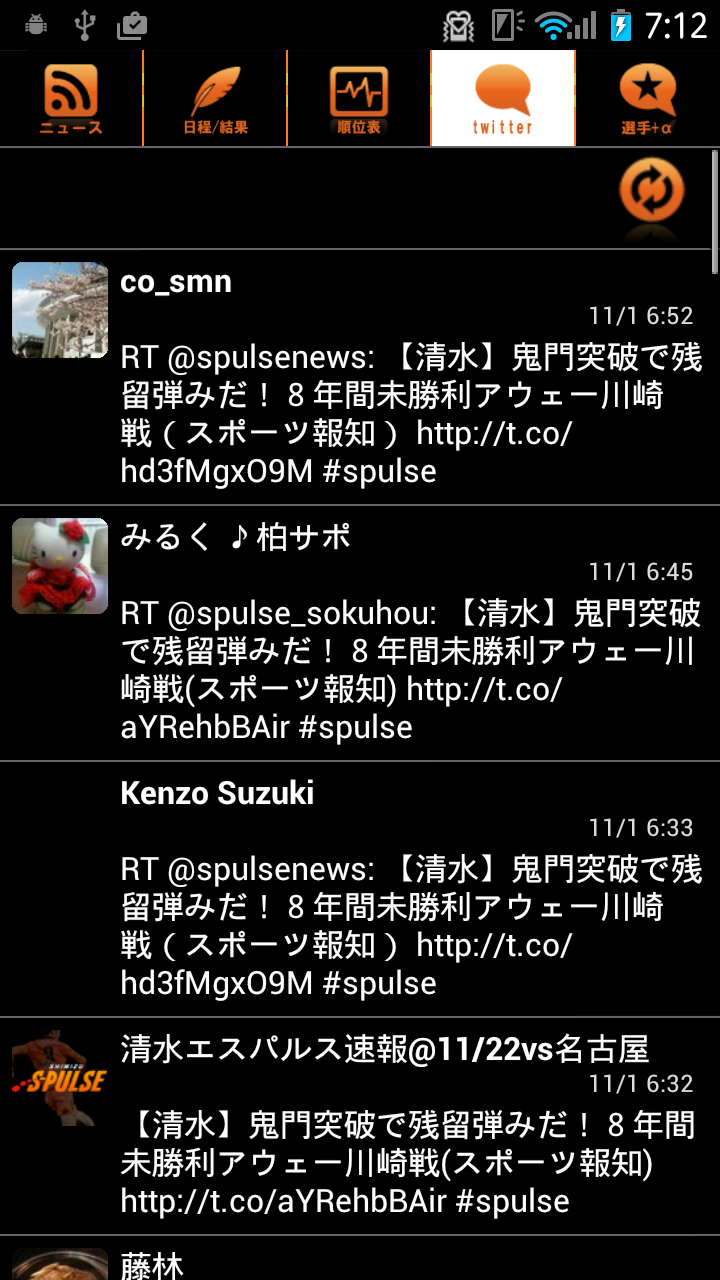 7:12
ニュース
日程/結果
順位表
twitter
選手+α
co_smn
11/1 6:52
RT @spulsenews: 【清水】鬼門突破で残
留弾みだ！８年間未勝利アウェー川崎
戦（スポーツ報知） http://t.co/
hd3fMgxO9M #spulse
みるく♪柏サポ
11/1 6:45
RT @spulse_sokuhou: 【清水】鬼門突破
で残留弾みだ！８年間未勝利アウェー川
崎戦(スポーツ報知) http://t.co/
aYRehbBAir #spulse
Kenzo Suzuki
11/1 6:33
RT @spulsenews: 【清水】鬼門突破で残
留弾みだ！８年間未勝利アウェー川崎
戦（スポーツ報知） http://t.co/
hd3fMgxO9M #spulse
SHIMIZU
S-PULSE
清水エスパルス速報@11/22vs名古屋
11/1 6:32
【清水】鬼門突破で残留弾みだ！８年間
未勝利アウェー川崎戦(スポーツ報知)
http://t.co/aYRehbBAir #spulse
藤林